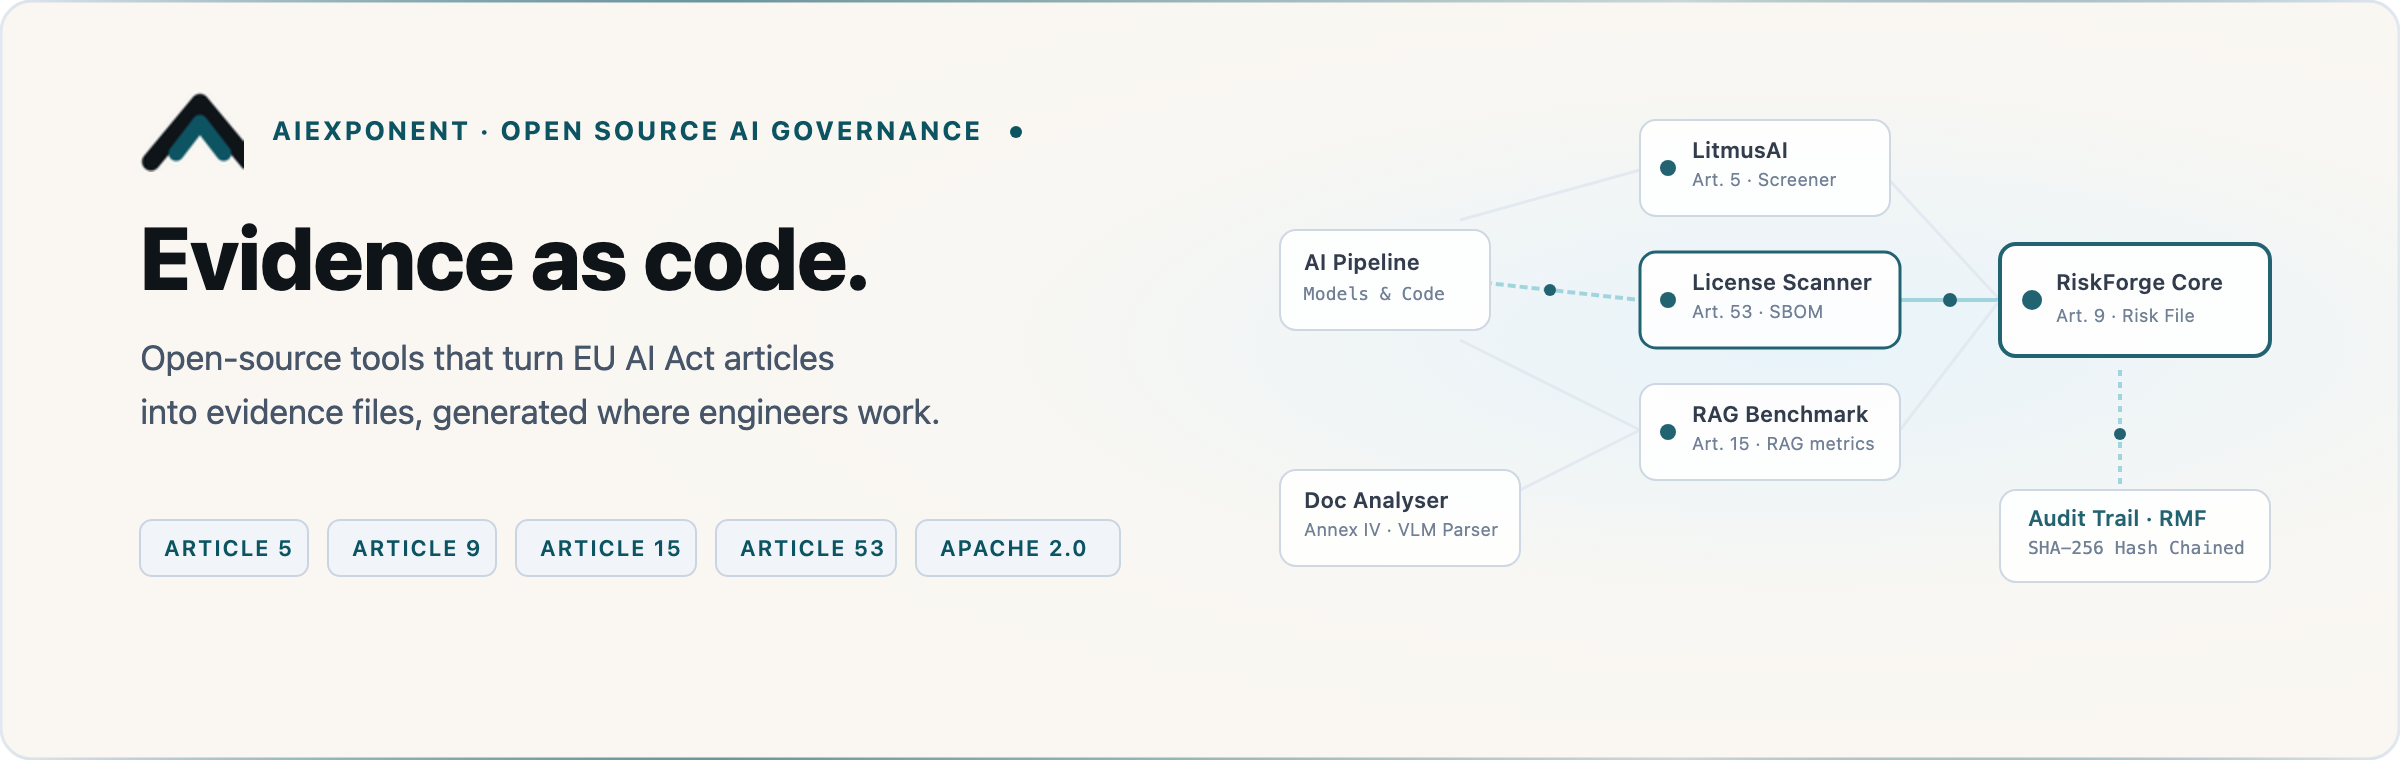 AIEXPONENT · OPEN SOURCE AI GOVERNANCE
Evidence as code.
Open-source tools that turn EU AI Act articles
into evidence files, generated where engineers work.
ARTICLE 5
ARTICLE 9
ARTICLE 15
ARTICLE 53
APACHE 2.0
AI Pipeline
Models & Code
Doc Analyser
Annex IV · VLM Parser
LitmusAI
Art. 5 · Screener
License Scanner
Art. 53 · SBOM
RAG Benchmark
Art. 15 · RAG metrics
RiskForge Core
Art. 9 · Risk File
Audit Trail · RMF
SHA–256 Hash Chained